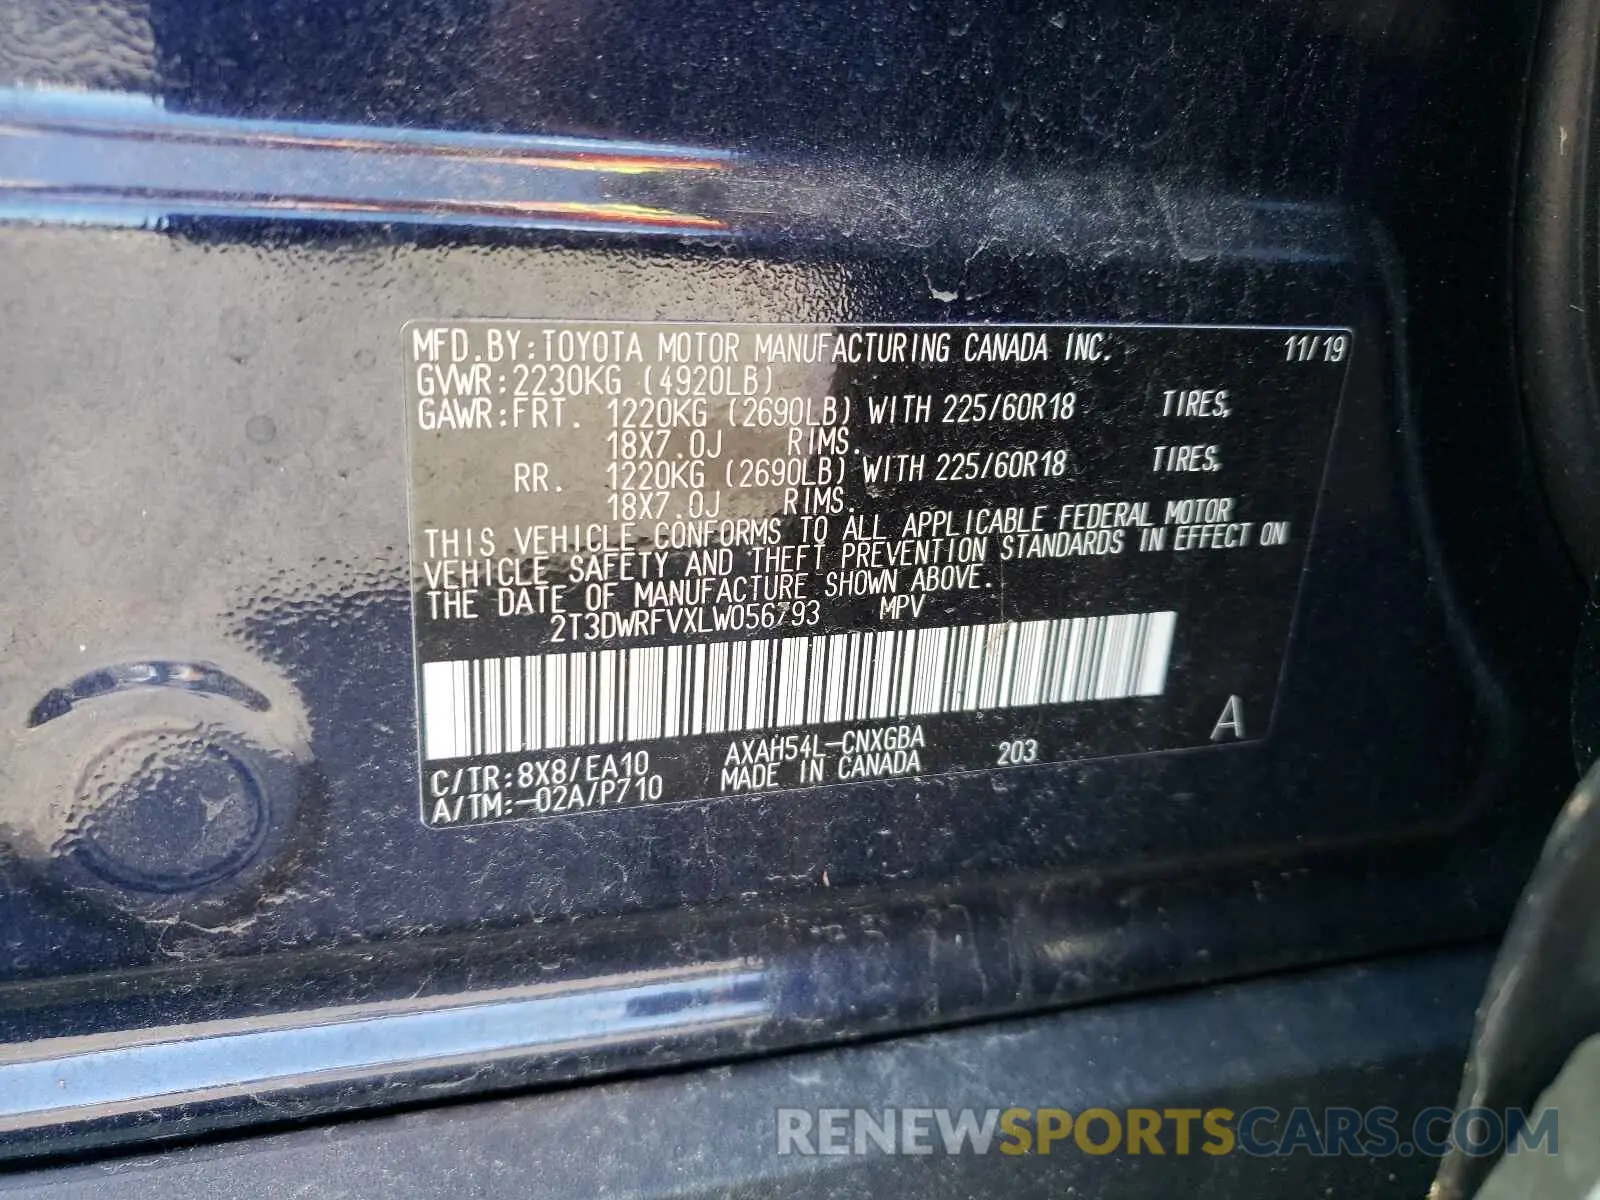 MFD.BY:TOYOTA MOTOR MANUFACTURING CANADA INC. 11/19
GVWR:2230KG (4920LB)
GAWR:FRT. 1220KG (2690LB) WITH 225/60R18 TIRES,
18X7.0J RIMS.
RR. 1220KG (2690LB) WITH 225/60R18 TIRES,
18X7.0J RIMS.
THIS VEHICLE CONFORMS TO ALL APPLICABLE FEDERAL MOTOR
VEHICLE SAFETY AND THEFT PREVENTION STANDARDS IN EFFECT ON
THE DATE OF MANUFACTURE SHOWN ABOVE.
2T3DWRFVXLW056793 MPV
A
C/TR:8X8/EA10 AXAH54L-CNXGBA 203
A/TM:-02A/P710 MADE IN CANADA
RENEWSPORTSCARS.COM